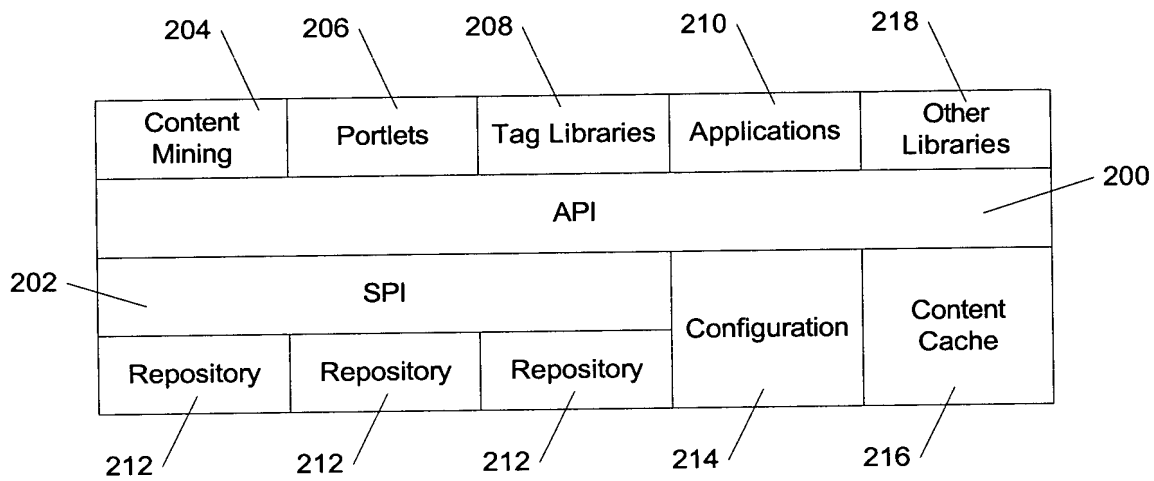 204
206
208
210
218
Content
Mining
Portlets
Tag Libraries
Applications
Other
Libraries
200
API
202
SPI
Configuration
Content
Cache
Repository
Repository
Repository
212
212
212
214
216